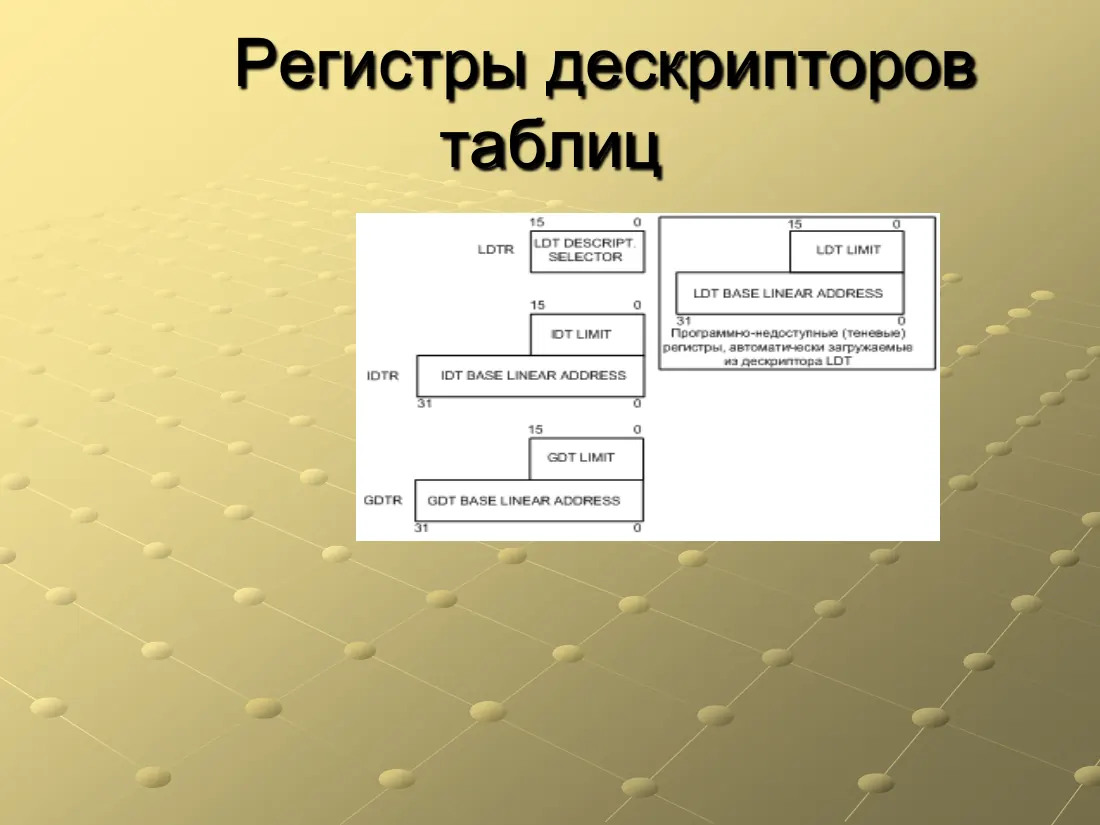 Регистры дескрипторов
таблиц
15 0
LDTR
LDT DESCRIPT.
SELECTOR
15 0
IDT LIMIT
IDTR
IDT BASE LINEAR ADDRESS
31 0
15 0
GDT LIMIT
GDTR
GDT BASE LINEAR ADDRESS
31 0
15 0
LDT LIMIT
LDT BASE LINEAR ADDRESS
31 0
Программно-недоступные (теневые)
регистры, автоматически загружаемые
из дескриптора LDT